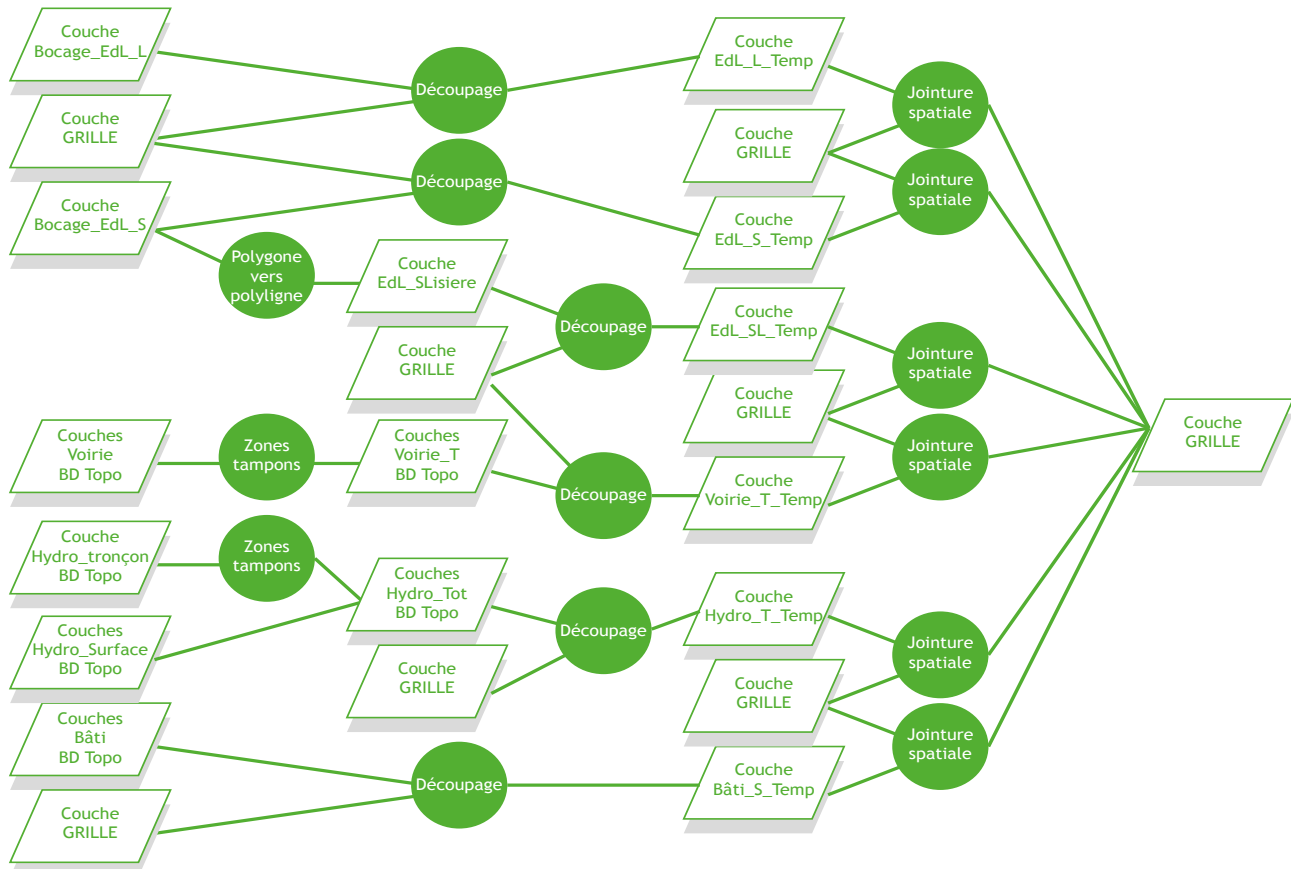 Couche
Bocage_EdL_L
Couche
GRILLE
Couche
Bocage_EdL_S
Découpage
Découpage
Couche
EdL_L_Temp
Couche
GRILLE
Couche
EdL_S_Temp
Jointure
spatiale
Jointure
spatiale
Polygone
vers
polyligne
Couche
EdL_SLisiere
Couche
GRILLE
Découpage
Couche
EdL_SL_Temp
Couche
GRILLE
Jointure
spatiale
Couches
Voirie
BD Topo
Zones
tampons
Couches
Voirie_T
BD Topo
Découpage
Couche
Voirie_T_Temp
Jointure
spatiale
Couche
GRILLE
Couche
Hydro_tronçon
BD Topo
Zones
tampons
Couches
Hydro_Surface
BD Topo
Couches
Hydro_Tot
BD Topo
Couche
GRILLE
Découpage
Couche
Hydro_T_Temp
Couche
GRILLE
Jointure
spatiale
Couches
Bâti
BD Topo
Couche
GRILLE
Découpage
Couche
Bâti_S_Temp
Jointure
spatiale